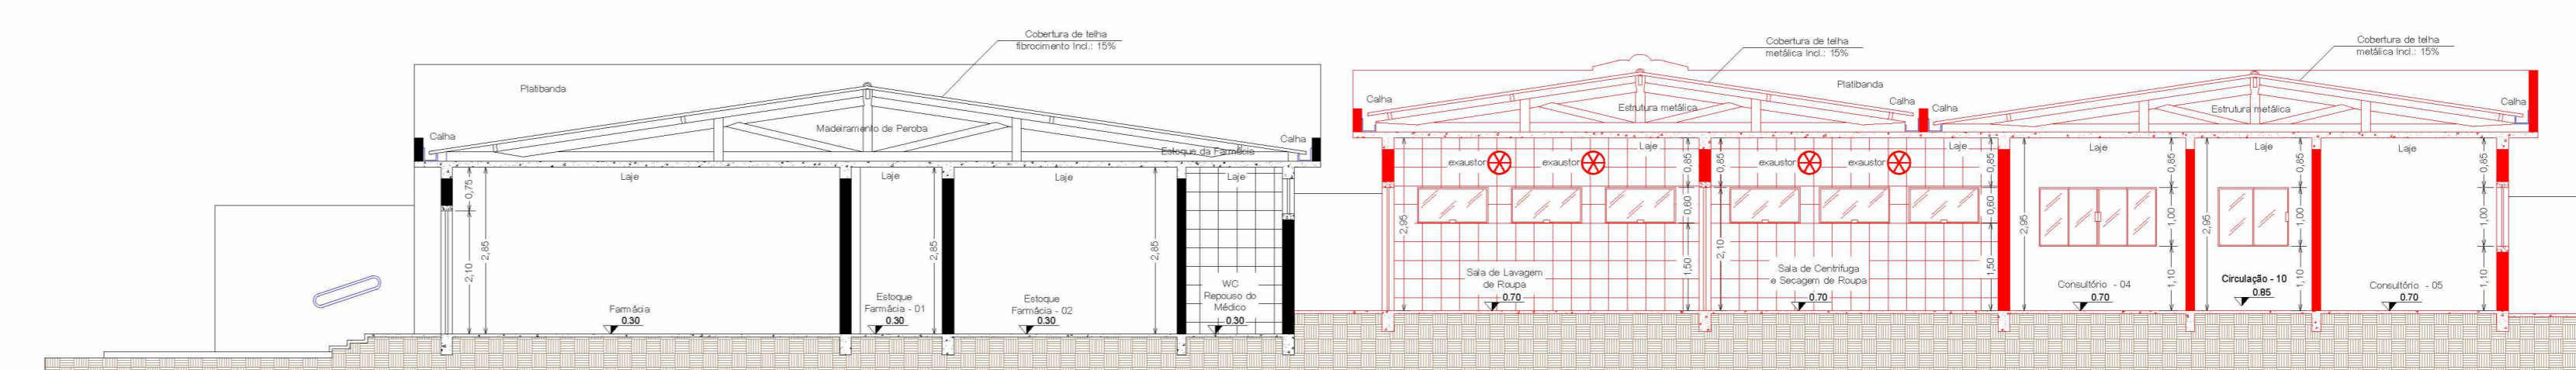 Cobertura de telha
fibrocimento Incl.: 15%
Platibanda
Calha
Madeiramento de Peroba
Calha
Estoque da Farmácia
Laje
Laje
Laje
Laje
0,75
2,10
2,85
2,85
2,85
Farmácia
0.30
Estoque
Farmácia - 01
0.30
Estoque
Farmácia - 02
0.30
WC
Repouso do
Médico
0.30
Cobertura de telha
metálica Incl.: 15%
Cobertura de telha
metálica Incl.: 15%
Platibanda
Calha
Estrutura metálica
Calha
Calha
Estrutura metálica
Calha
exaustor
exaustor
Laje
exaustor
exaustor
Laje
Laje
Laje
Laje
2,95
0,85
0,60
1,50
0,85
2,10
0,85
0,60
1,50
2,95
0,85
1,00
1,10
2,95
0,85
1,00
1,10
0,85
1,00
1,10
Sala de Lavagem
de Roupa
0.70
Sala de Centrifuga
e Secagem de Roupa
0.70
Consultório - 04
0.70
Circulação - 10
0.85
Consultório - 05
0.70